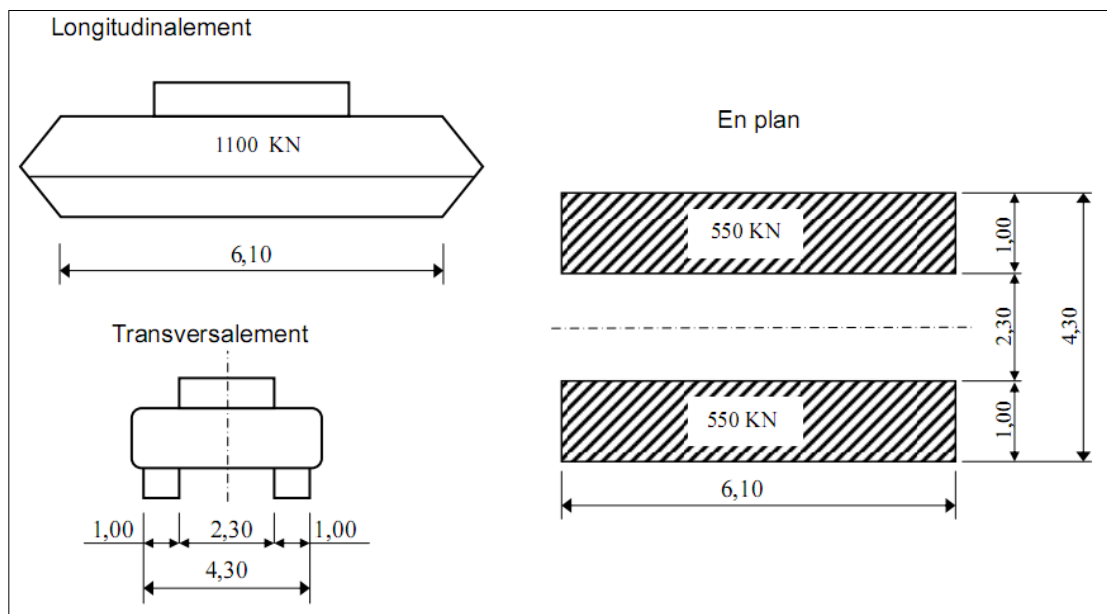 Longitudinalement
1100 KN
6,10
Transversalement
1,00 2,30 1,00
4,30
En plan
550 KN
1,00
2,30
4,30
550 KN
1,00
6,10